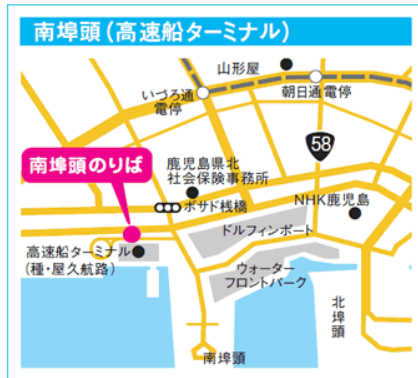 南埠頭(高速船ターミナル)
山形屋
いづろ通
電停
朝日通電停
58
南埠頭のりば
鹿児島県北
社会保険事務所
NHK鹿児島
ボサド桟橋
ドルフィンポート
高速船ターミナル
(種・屋久航路)
ウォーター
フロントパーク
北埠頭
南埠頭